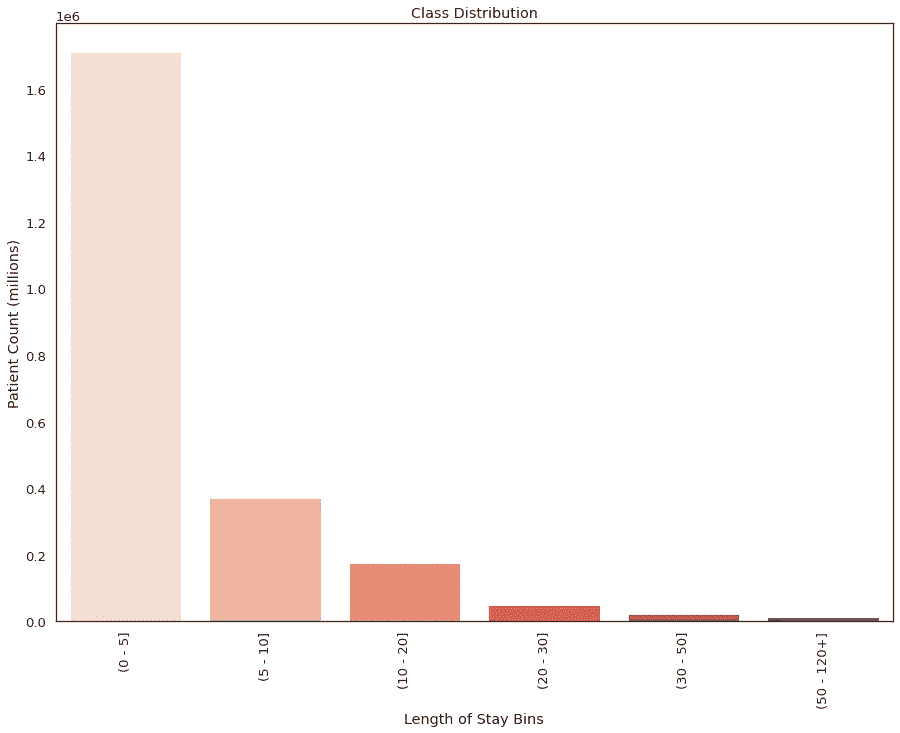 Class Distribution
1e6
Patient Count (millions)
1.6
1.4
1.2
1.0
0.8
0.6
0.4
0.2
0.0
(0 - 5]
(5 - 10]
(10 - 20]
(20 - 30]
(30 - 50]
(50 - 120+]
Length of Stay Bins